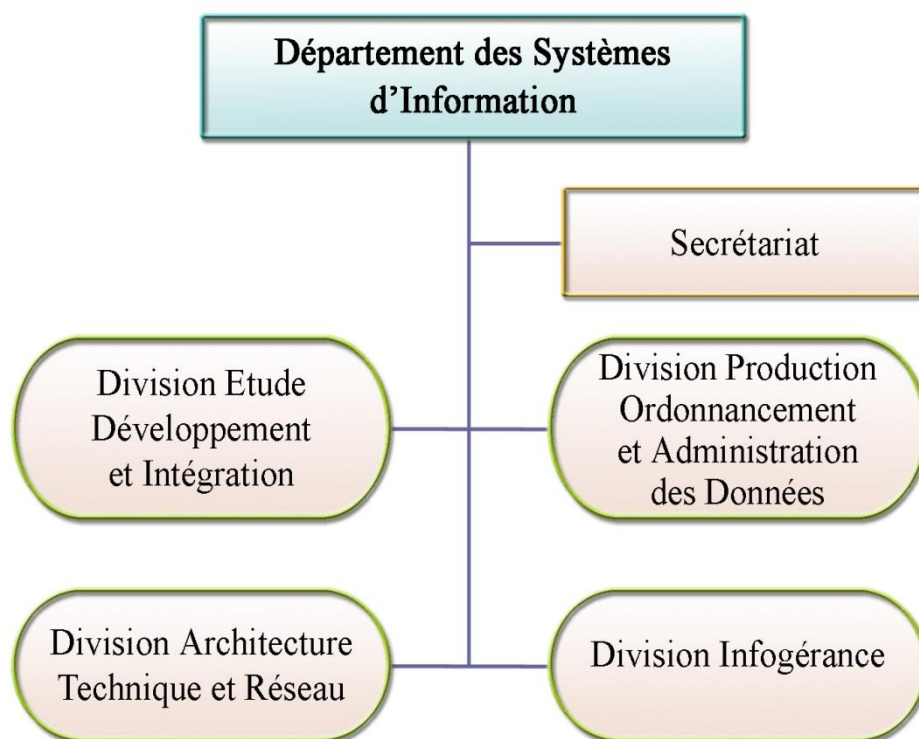 Département des Systèmes
d’Information
Secrétariat
Division Etude
Développement
et Intégration
Division Production
Ordonnancement
et Administration
des Données
Division Architecture
Technique et Réseau
Division Infogérance